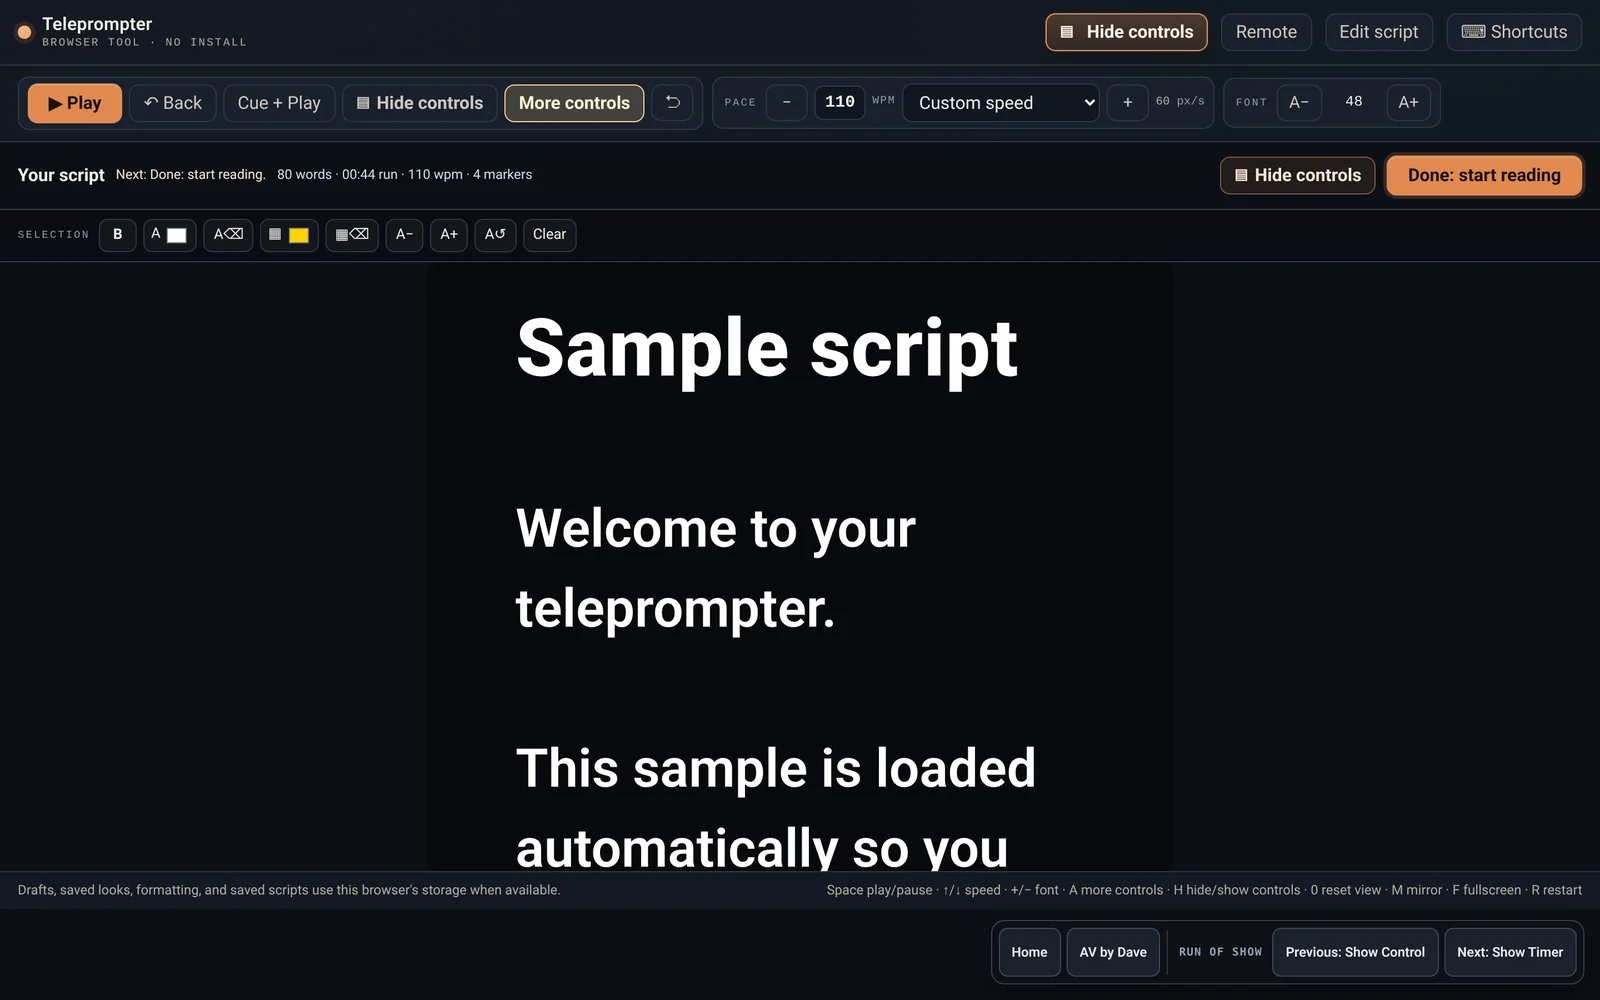 Teleprompter
BROWSER TOOL · NO INSTALL
▤ Hide controls
Remote
Edit script
⌨ Shortcuts
▶ Play
↶ Back
Cue + Play
▤ Hide controls
More controls
⮌
PACE
−
110
WPM
Custom speed
+
60 px/s
FONT
A−
48
A+
Your script
Next: Done: start reading.
80 words · 00:44 run · 110 wpm · 4 markers
▤ Hide controls
Done: start reading
SELECTION
B
A
A⌫
▦
▦⌫
A−
A+
A↺
Clear
Sample script
Welcome to your
teleprompter.
This sample is loaded
automatically so you
Drafts, saved looks, formatting, and saved scripts use this browser's storage when available.
Space play/pause · ↑/↓ speed · +/− font · A more controls · H hide/show controls · 0 reset view · M mirror · F fullscreen · R restart
Home
AV by Dave
RUN OF SHOW
Previous: Show Control
Next: Show Timer